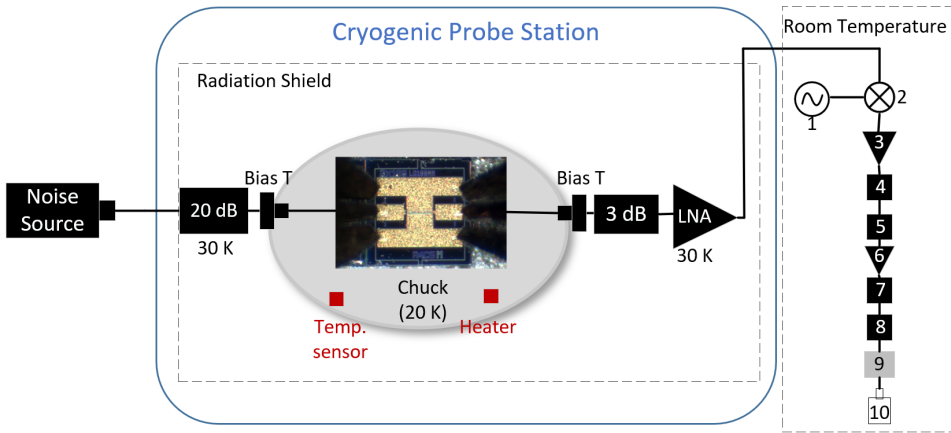 Cryogenic Probe Station
Room Temperature
Radiation Shield
Noise
Source
20 dB
30 K
Bias T
Chuck
(20 K)
Temp.
sensor
Heater
Bias T
3 dB
LNA
30 K
1
2
3
4
5
6
7
8
9
10